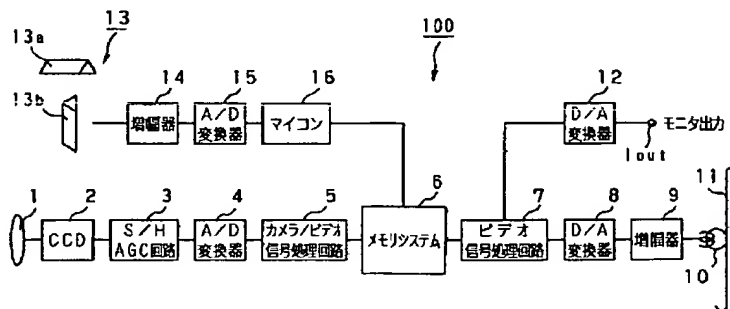 13a
13
100
13b
14
15
16
12
増幅器
A/D
変換器
マイコン
D/A
変換器
モニタ出力
Iout
11
1
2
3
4
5
6
7
8
9
CCD
S/H
AGC回路
A/D
変換器
カメラ/ビデオ
信号処理回路
メモリシステム
ビデオ
信号処理回路
D/A
変換器
増幅器
10